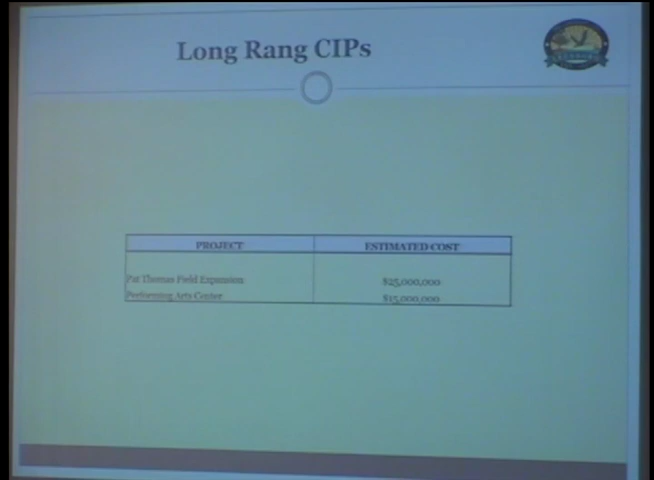 Long Rang CIPs
PROJECT ESTIMATED COST
Pat Thomas Field Expansion $25,000,000
Performing Arts Center $15,000,000